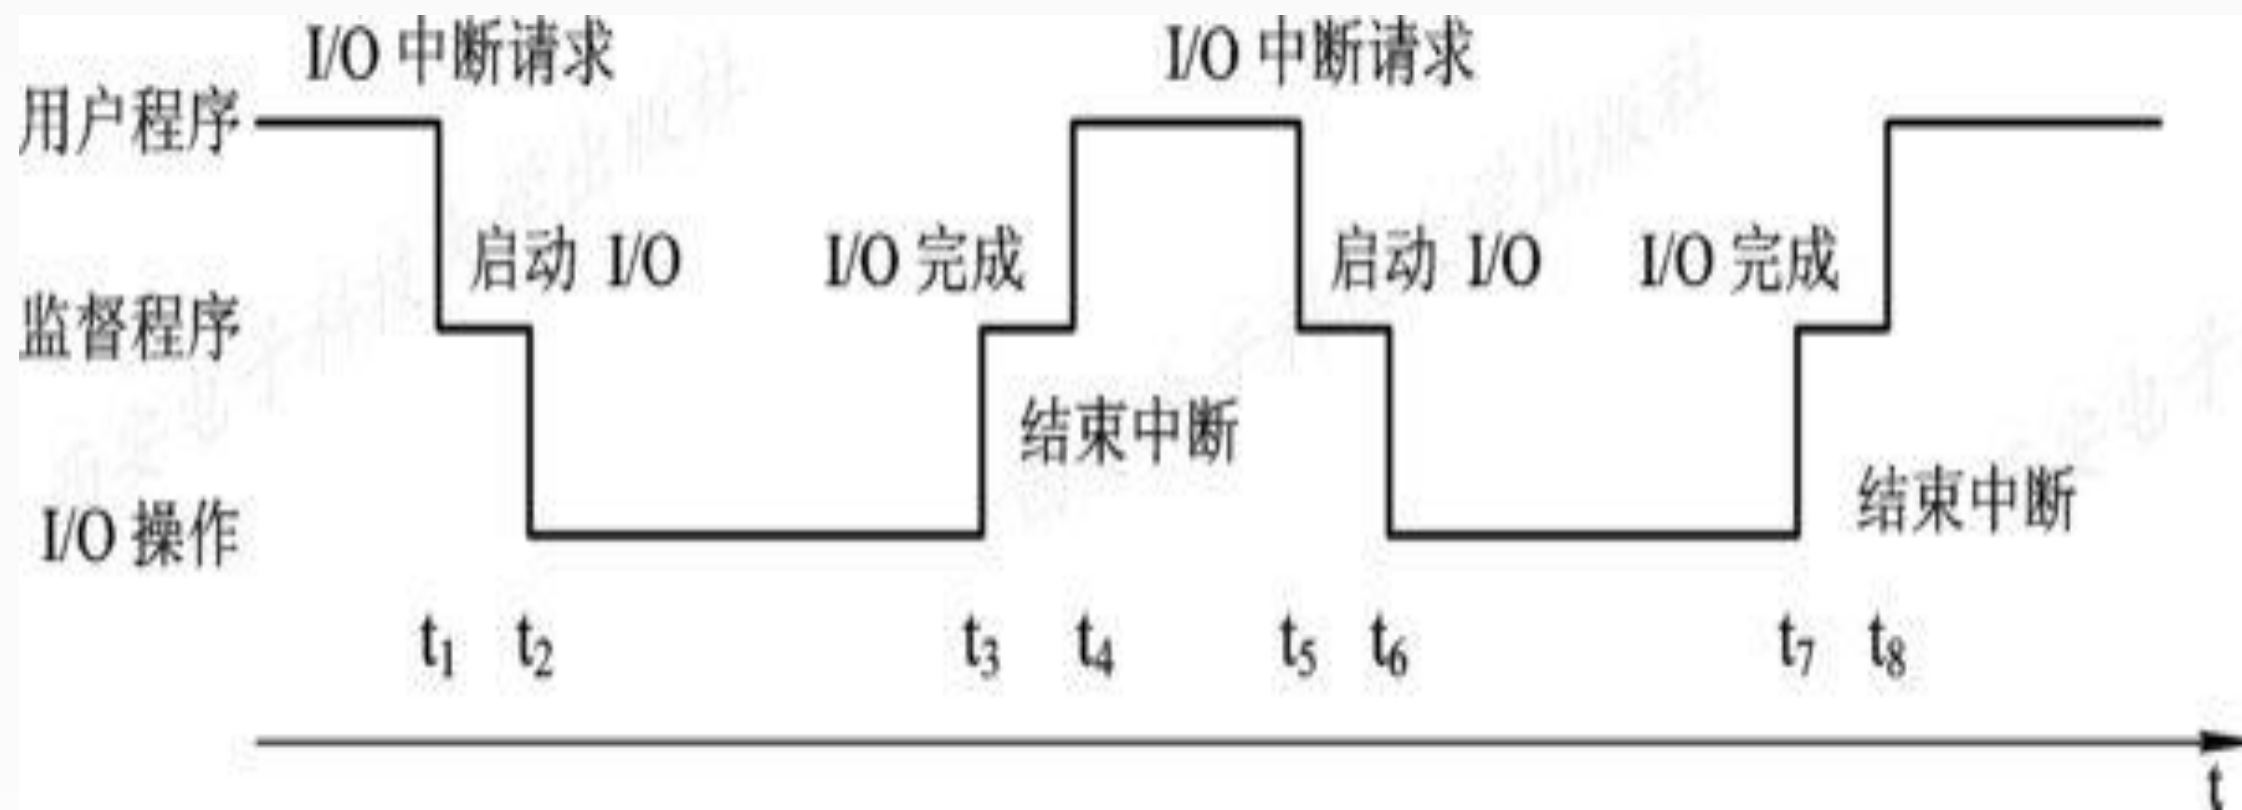 I/O 中断请求 I/O 中断请求
用户程序
启动 I/O I/O 完成 启动 I/O I/O 完成
监督程序
结束中断
结束中断
I/O 操作
t1 t2 t3 t4 t5 t6 t7 t8
t